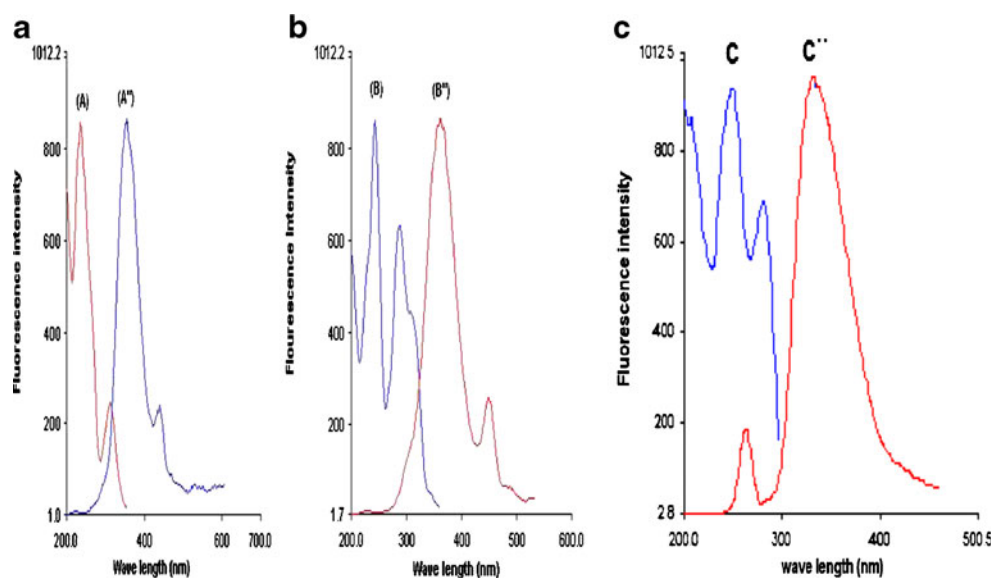 a
1012.2
(A)
(A")
800
600
400
200
1.0
200.0
400
600
700.0
Fluorescence intensity
Wave length (nm)
b
1012.2
(B)
(B")
800
600
400
200
1.7
200.0
300
400
500
600.0
Flourescence Intensity
Wave length (nm)
c
1012.5
C
C¨
800
600
400
200
2.8
200.0
300
400
500.5
Fluorescence intensity
wave length (nm)